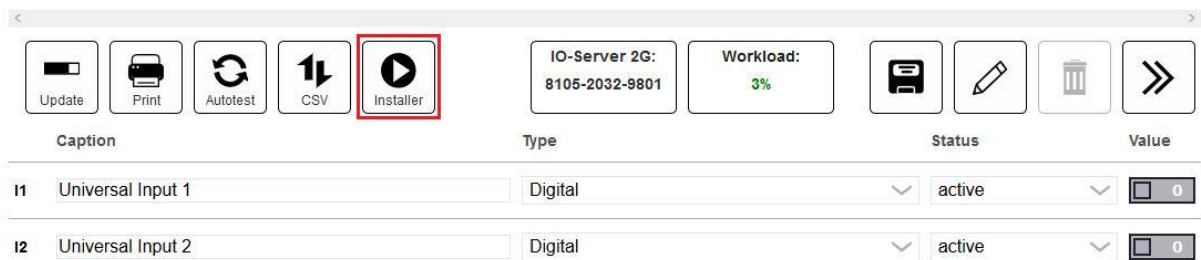 IO-Server 2G: Workload:
8105-2032-9801 3%
Update Print Autotest CSV Installer
Caption Type Status Value
I1 Universal Input 1 Digital active 0
I2 Universal Input 2 Digital active 0